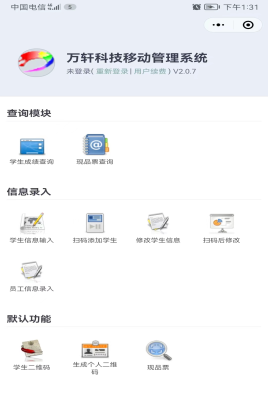 中国电信 5G 下午1:31
万轩科技移动管理系统
未登录( 重新登录 | 用户续费 ) V2.0.7
查询模块
学生成绩查询 现品票查询
信息录入
学生信息输入 扫码添加学生 修改学生信息 扫码后修改
员工信息录入
默认功能
学生二维码 生成个人二维码 现品票